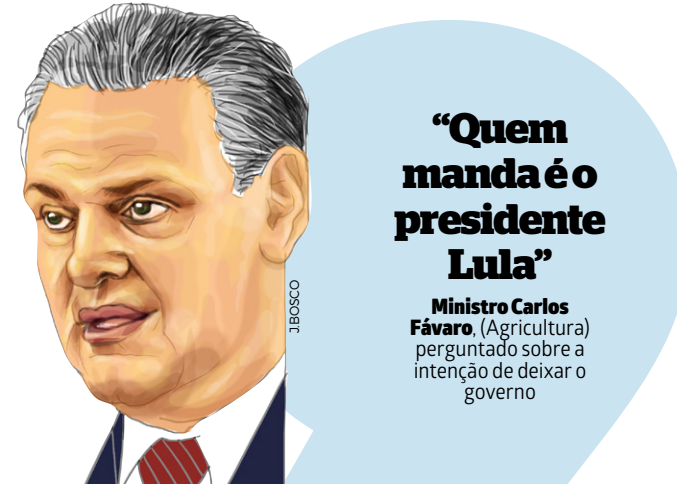 “Quem
manda é o
presidente
Lula”
Ministro Carlos
Fávaro, (Agricultura)
perguntado sobre a
intenção de deixar o
governo
J.BOSCO